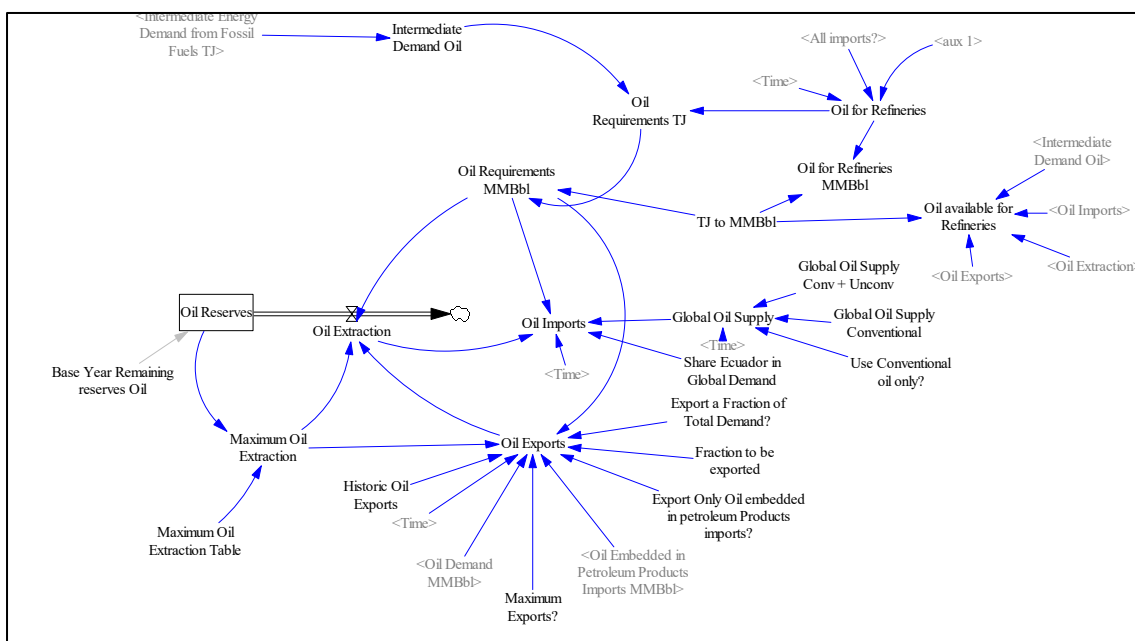 <Intermediate Energy
Demand from Fossil
Fuels TJ>
Intermediate
Demand Oil
<All imports?>
<aux 1>
<Time>
Oil
Requirements TJ
Oil for Refineries
<Intermediate
Demand Oil>
Oil for Refineries
MMBbl
Oil Requirements
MMBbl
TJ to MMBbl
Oil available for
Refineries
<Oil Imports>
<Oil Exports>
<Oil Extraction>
Global Oil Supply
Conv + Unconv
Oil Reserves
Oil Extraction
Oil Imports
Global Oil Supply
Global Oil Supply
Conventional
<Time>
<Time>
Share Ecuador in
Global Demand
Use Conventional
oil only?
Base Year Remaining
reserves Oil
Export a Fraction of
Total Demand?
Maximum Oil
Extraction
Oil Exports
Fraction to be
exported
Historic Oil
Exports
<Time>
Export Only Oil embedded
in petroleum Products
imports?
Maximum Oil
Extraction Table
<Oil Demand
MMBbl>
<Oil Embedded in
Petroleum Products
Imports MMBbl>
Maximum
Exports?